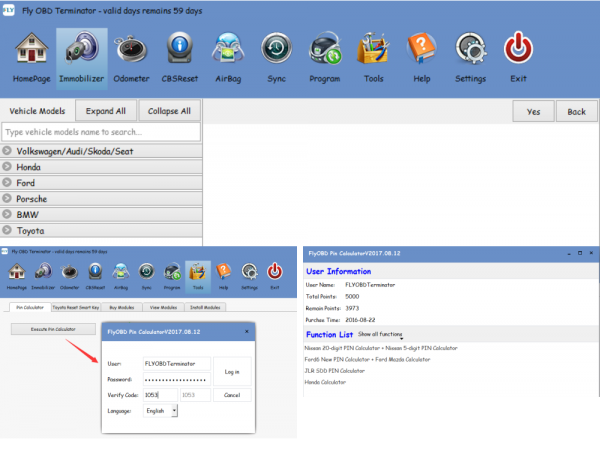 FLY Fly OBD Terminator - valid days remains 59 days
HomePage Immobilizer Odometer CBSReset AirBag Sync Program Tools Help Settings Exit
Vehicle Models Expand All Collapse All Yes Back
Type vehicle models name to search...
Volkswagen/Audi/Skoda/Seat
Honda
Ford
Porsche
BMW
Toyota
FLY Fly OBD Terminator - valid days remains 59 days
HomePage Immobilizer Odometer CBSReset AirBag Sync Program Tools Help Settings Exit
Pin Calculator Toyota Reset Smart Key Buy Modules View Modules Install Modules
Execute Pin Calculator
FlyOBD Pin CalculatorV2017.08.12 ×
User: FLYOBDTerminator
Log in
Password: ••••••••••••••••••
Verify Code: 1053 1053 Cancel
Language: English
FlyOBD Pin CalculatorV2017.08.12
User Information
User Name: FLYOBDTerminator
Total Points: 5000
Remain Points: 3973
Purches Time: 2016-08-22
Function List Show all functions
Nissan 20-digit PIN Calculator + Nissan 5-digit PIN Calculator
Ford& New PIN Calculator + Ford Mazda Calculator
JLR SDD PIN Calculator
Honda Calculator